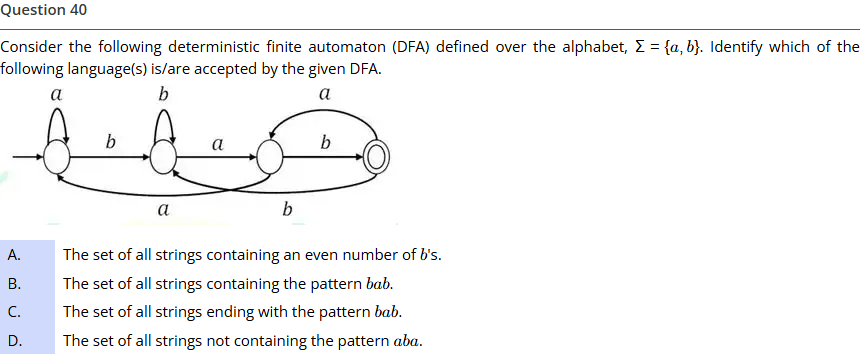 Question 40
Consider the following deterministic finite automaton (DFA) defined over the alphabet, Σ = {a, b}. Identify which of the
following language(s) is/are accepted by the given DFA.
a b a
b a b
a b
A. The set of all strings containing an even number of b's.
B. The set of all strings containing the pattern bab.
C. The set of all strings ending with the pattern bab.
D. The set of all strings not containing the pattern aba.